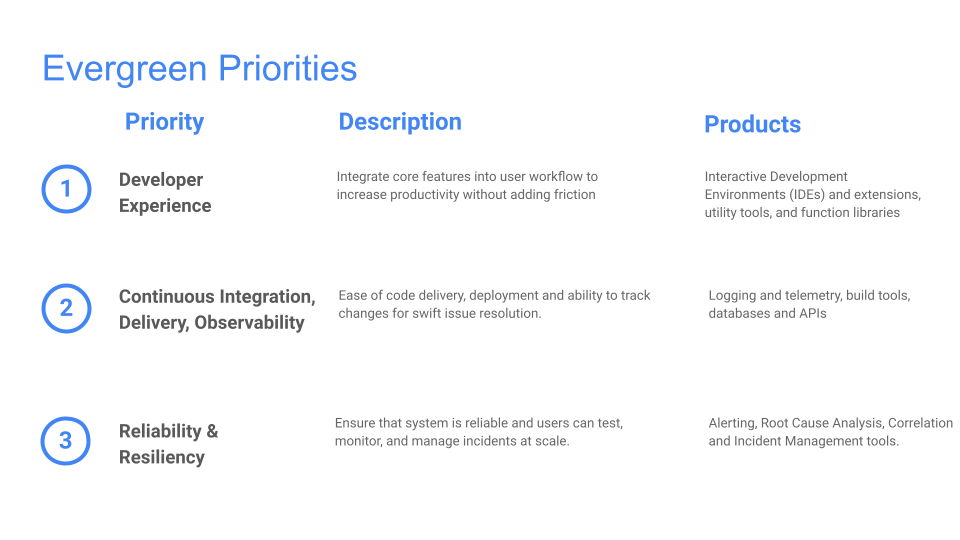 Evergreen Priorities
Priority
Description
Products
1
Developer
Experience
Integrate core features into user workflow to
increase productivity without adding friction
Interactive Development
Environments (IDEs) and extensions,
utility tools, and function libraries
2
Continuous Integration,
Delivery, Observability
Ease of code delivery, deployment and ability to track
changes for swift issue resolution.
Logging and telemetry, build tools,
databases and APIs
3
Reliability &
Resiliency
Ensure that system is reliable and users can test,
monitor, and manage incidents at scale.
Alerting, Root Cause Analysis, Correlation
and Incident Management tools.